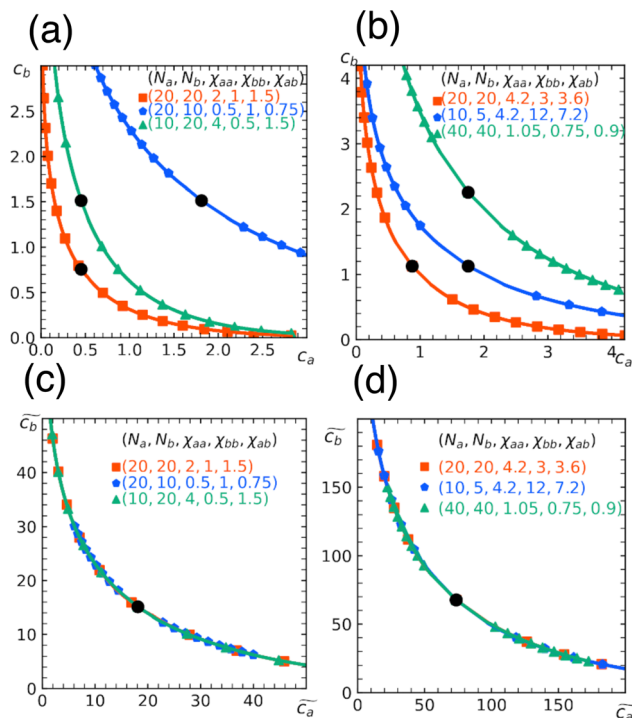 (a)
(b)
c_b
(N_a, N_b, χ_aa, χ_bb, χ_ab)
(20, 20, 2, 1, 1.5)
(20, 10, 0.5, 1, 0.75)
(10, 20, 4, 0.5, 1.5)
3.0
2.5
2.0
1.5
1.0
0.5
0.0
0.0 0.5 1.0 1.5 2.0 2.5
c_a
c_b
(N_a, N_b, χ_aa, χ_bb, χ_ab)
(20, 20, 4.2, 3, 3.6)
(10, 5, 4.2, 12, 7.2)
(40, 40, 1.05, 0.75, 0.9)
4
3
2
1
0
0 1 2 3 4
c_a
(c)
(d)
c̃_b
(N_a, N_b, χ_aa, χ_bb, χ_ab)
(20, 20, 2, 1, 1.5)
(20, 10, 0.5, 1, 0.75)
(10, 20, 4, 0.5, 1.5)
40
30
20
10
0
0 10 20 30 40
c̃_a
c̃_b
(N_a, N_b, χ_aa, χ_bb, χ_ab)
(20, 20, 4.2, 3, 3.6)
(10, 5, 4.2, 12, 7.2)
(40, 40, 1.05, 0.75, 0.9)
150
100
50
0
0 50 100 150
c̃_a